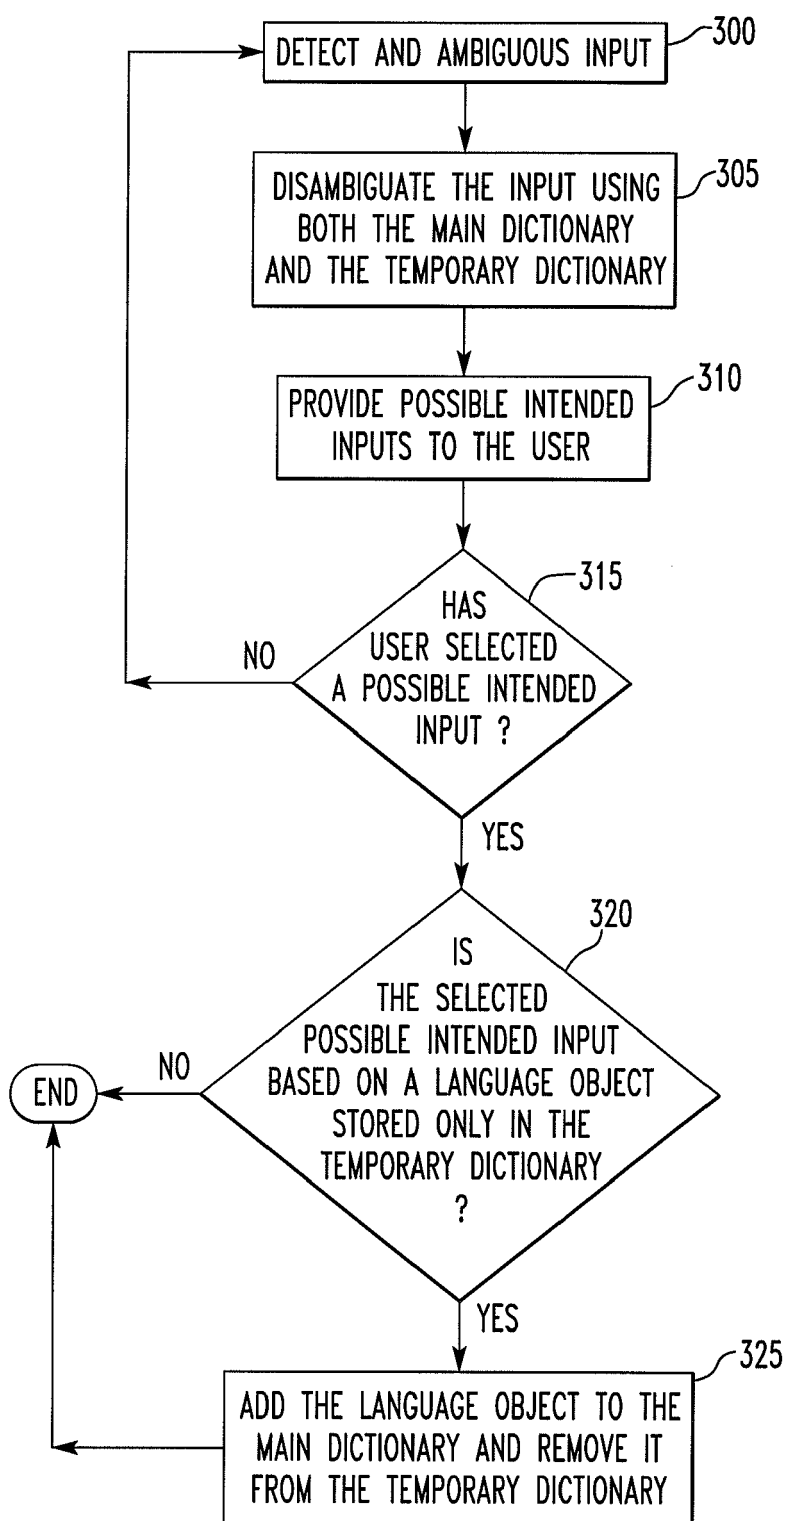 DETECT AND AMBIGUOUS INPUT
300
DISAMBIGUATE THE INPUT USING
BOTH THE MAIN DICTIONARY
AND THE TEMPORARY DICTIONARY
305
PROVIDE POSSIBLE INTENDED
INPUTS TO THE USER
310
HAS
USER SELECTED
A POSSIBLE INTENDED
INPUT ?
315
NO
YES
IS
THE SELECTED
POSSIBLE INTENDED INPUT
BASED ON A LANGUAGE OBJECT
STORED ONLY IN THE
TEMPORARY DICTIONARY
?
320
NO
END
YES
ADD THE LANGUAGE OBJECT TO THE
MAIN DICTIONARY AND REMOVE IT
FROM THE TEMPORARY DICTIONARY
325